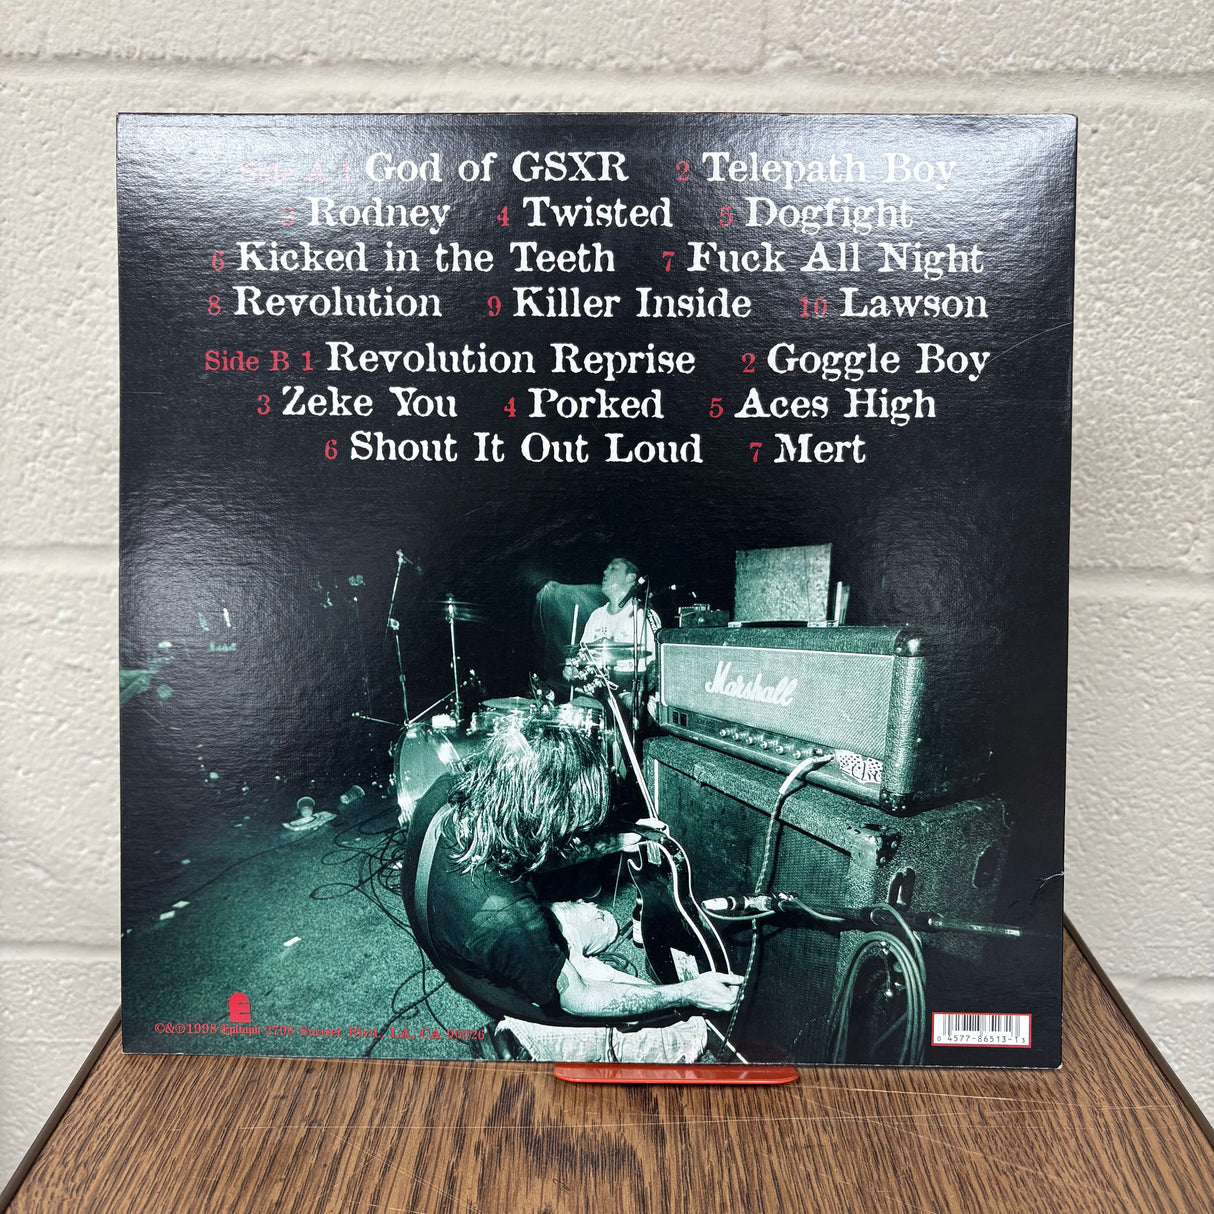 Side A 1 God of GSXR 2 Telepath Boy
3 Rodney 4 Twisted 5 Dogfight
6 Kicked in the Teeth 7 Fuck All Night
8 Revolution 9 Killer Inside 10 Lawson
Side B 1 Revolution Reprise 2 Goggle Boy
3 Zeke You 4 Porked 5 Aces High
6 Shout It Out Loud 7 Mert
Marshall
©&℗1998 Epitaph 2798 Sunset Blvd., LA, CA 90026
0 4577-86513-1 3